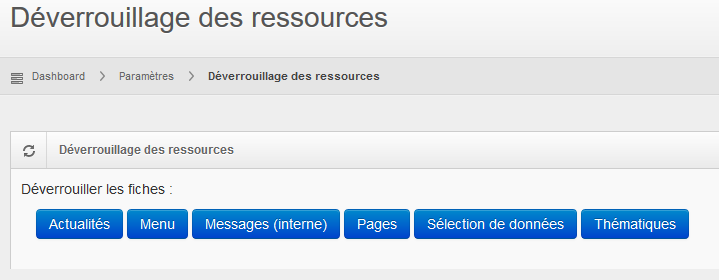 Déverrouillage des ressources
Dashboard Paramètres Déverrouillage des ressources
Déverrouillage des ressources
Déverrouiller les fiches :
Actualités Menu Messages (interne) Pages Sélection de données Thématiques